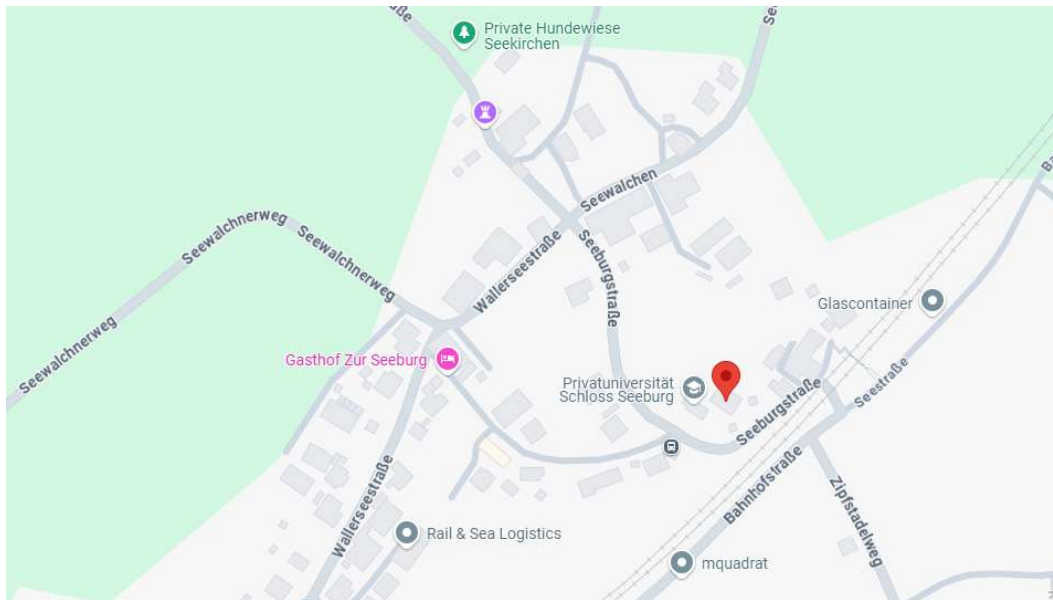 Private Hundewiese
Seekirchen
Seewalchen
Seewalchnerweg
Seewalchnerweg
Seewalchnerweg
Seewalchnerweg
Wallerseestraße
Seeburgstraße
Glascontainer
Gasthof Zur Seeburg
Privatuniversität
Schloss Seeburg
Seeburgstraße
Seestraße
Bahnhofstraße
Zipfstadelweg
Wallerseestraße
Rail & Sea Logistics
mquadrat